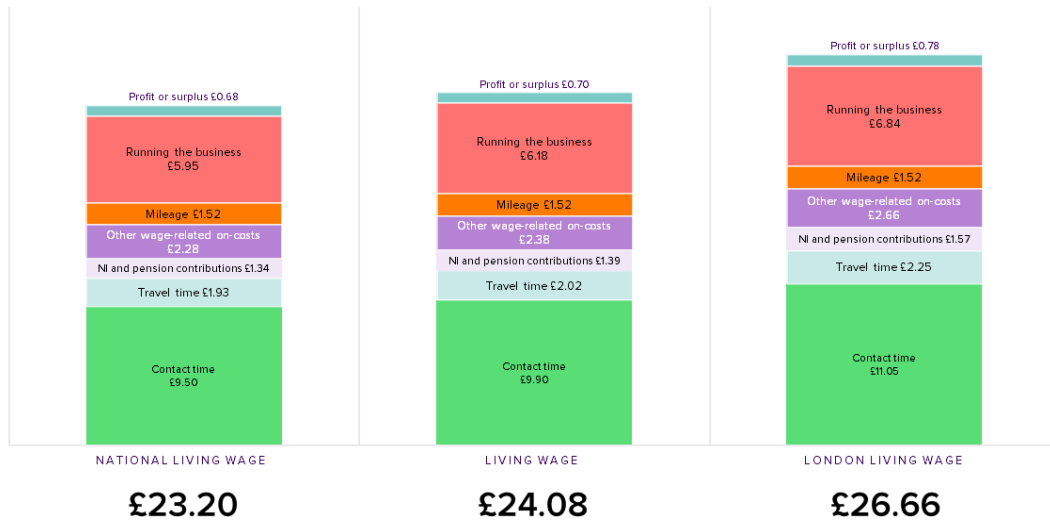 Profit or surplus £0.68
Running the business
£5.95
Mileage £1.52
Other wage-related on-costs
£2.28
NI and pension contributions £1.34
Travel time £1.93
Contact time
£9.50
NATIONAL LIVING WAGE
£23.20
Profit or surplus £0.70
Running the business
£6.18
Mileage £1.52
Other wage-related on-costs
£2.38
NI and pension contributions £1.39
Travel time £2.02
Contact time
£9.90
LIVING WAGE
£24.08
Profit or surplus £0.78
Running the business
£6.84
Mileage £1.52
Other wage-related on-costs
£2.66
NI and pension contributions £1.57
Travel time £2.25
Contact time
£11.05
LONDON LIVING WAGE
£26.66